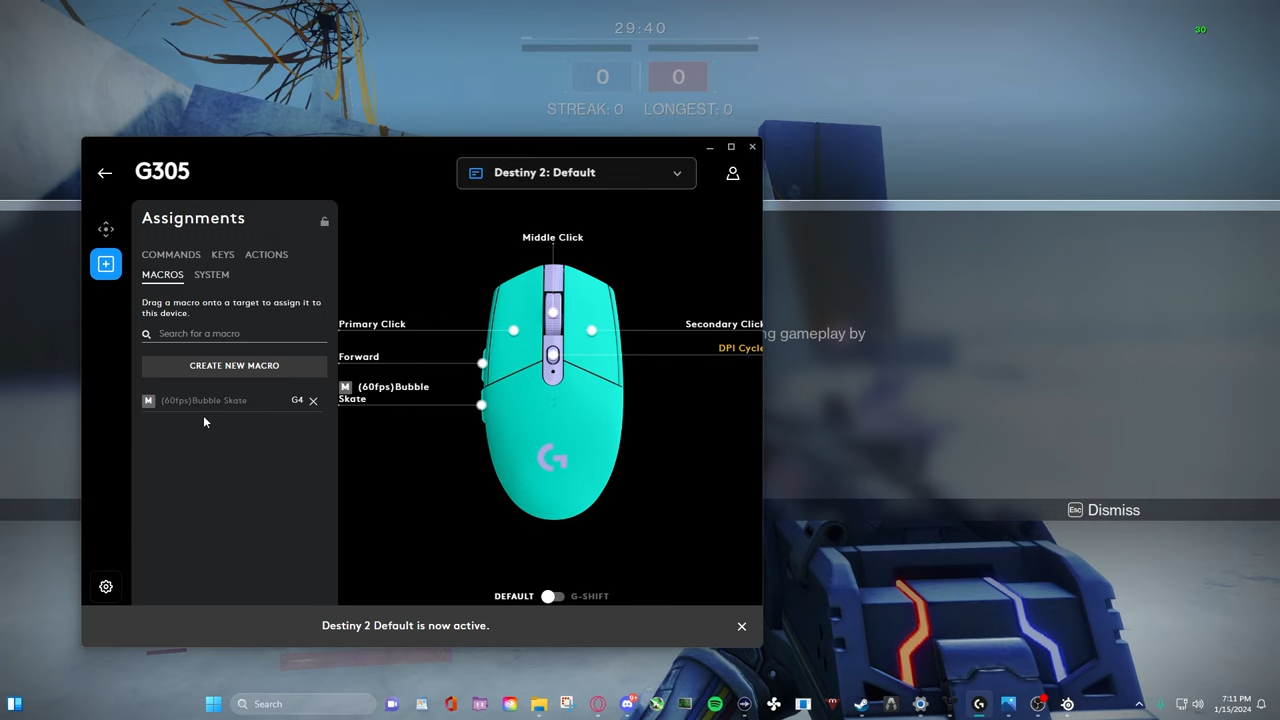 29:40
30
0
0
STREAK: 0
LONGEST: 0
G305
Destiny 2: Default
Assignments
COMMANDS
KEYS
ACTIONS
MACROS
SYSTEM
Drag a macro onto a target to assign it to
this device.
Search for a macro
CREATE NEW MACRO
M
(60fps)Bubble Skate
G4
Middle Click
Primary Click
Secondary Click
DPI Cycle
Forward
M
(60fps)Bubble
Skate
g gameplay by
Esc
Dismiss
DEFAULT
G-SHIFT
Destiny 2 Default is now active.
Search
9+
7:11 PM
1/15/2024